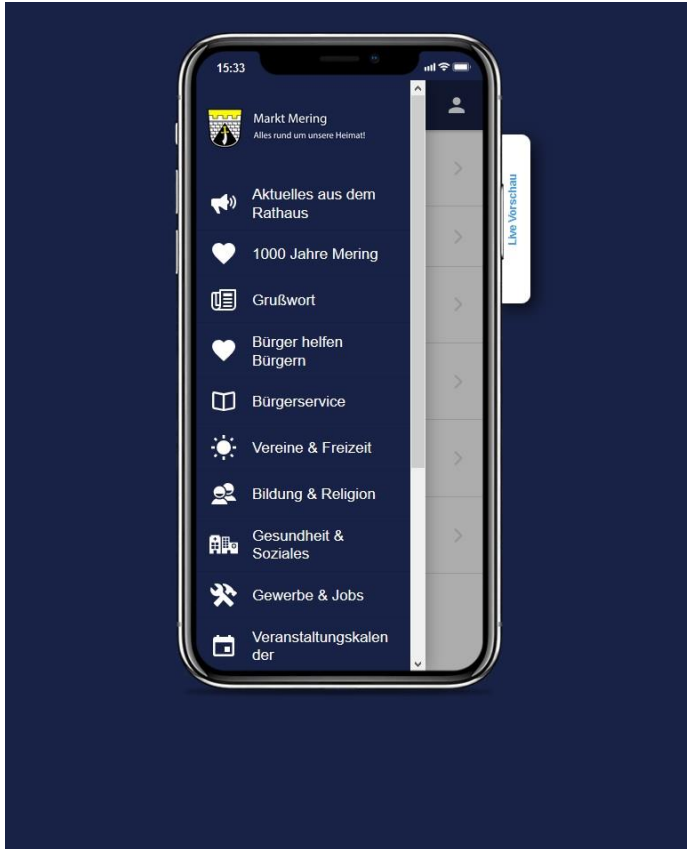 15:33
Markt Mering
Alles rund um unsere Heimat!
Aktuelles aus dem
Rathaus
1000 Jahre Mering
Grußwort
Bürger helfen
Bürgern
Bürgerservice
Vereine & Freizeit
Bildung & Religion
Gesundheit &
Soziales
Gewerbe & Jobs
Veranstaltungskalen
der
Live Vorschau